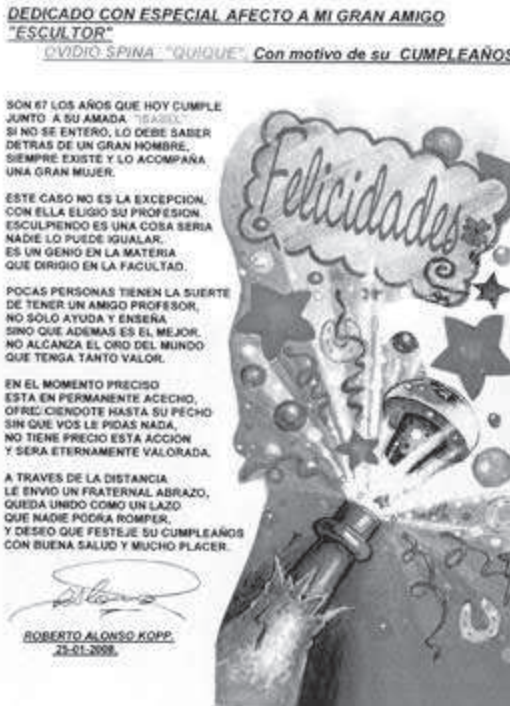 DEDICADO CON ESPECIAL AFECTO A MI GRAN AMIGO
"ESCULTOR"
OVIDIO SPINA "QUIQUE", Con motivo de su CUMPLEAÑOS
SON 67 LOS AÑOS QUE HOY CUMPLE
JUNTO A SU AMADA "ISABEL"
SI NO SE ENTERO, LO DEBE SABER
DETRAS DE UN GRAN HOMBRE,
SIEMPRE EXISTE Y LO ACOMPAÑA
UNA GRAN MUJER.
ESTE CASO NO ES LA EXCEPCION,
CON ELLA ELIGIO SU PROFESION.
ESCULPIENDO ES UNA COSA SERIA
NADIE LO PUEDE IGUALAR.
ES UN GENIO EN LA MATERIA
QUE DIRIGIO EN LA FACULTAD.
POCAS PERSONAS TIENEN LA SUERTE
DE TENER UN AMIGO PROFESOR,
NO SOLO AYUDA Y ENSEÑA
SINO QUE ADEMAS ES EL MEJOR.
NO ALCANZA EL ORO DEL MUNDO
QUE TENGA TANTO VALOR.
EN EL MOMENTO PRECISO
ESTA EN PERMANENTE ACECHO,
OFRECIENDOTE HASTA SU PECHO
SIN QUE VOS LE PIDAS NADA,
NO TIENE PRECIO ESTA ACCION
Y SERA ETERNAMENTE VALORADA.
A TRAVES DE LA DISTANCIA
LE ENVIO UN FRATERNAL ABRAZO,
QUEDA UNIDO COMO UN LAZO
QUE NADIE PODRA ROMPER,
Y DESEO QUE FESTEJE SU CUMPLEAÑOS
CON BUENA SALUD Y MUCHO PLACER.
ROBERTO ALONSO KOPP.
25-01-2008.
Felicidades